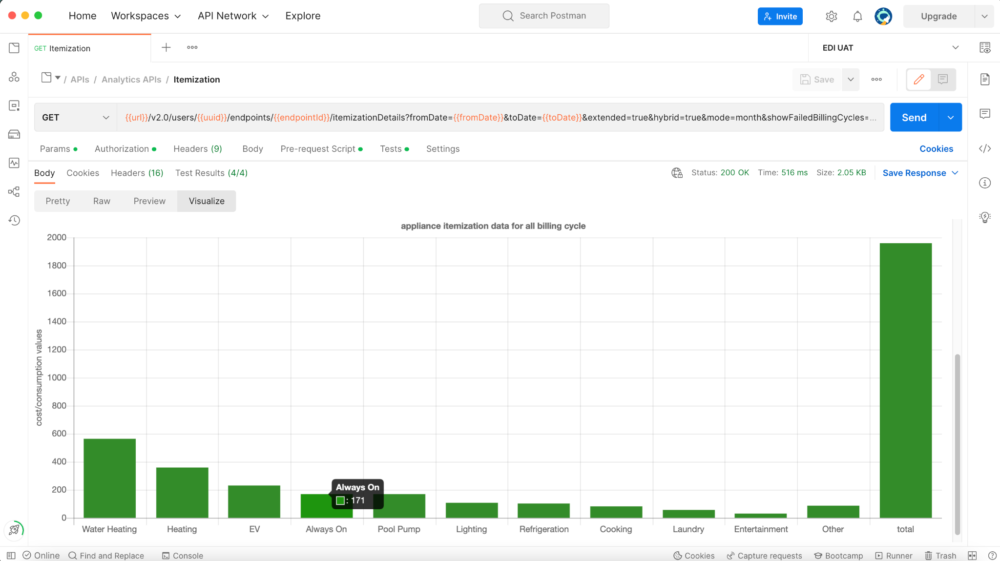 Home Workspaces API Network Explore Search Postman Invite Upgrade
GET Itemization EDI UAT
/ APIs / Analytics APIs / Itemization Save
GET {{url}}/v2.0/users/{{uuid}}/endpoints/{{endpointId}}/itemizationDetails?fromDate={{fromDate}}&toDate={{toDate}}&extended=true&hybrid=true&mode=month&showFailedBillingCycles=... Send
Params Authorization Headers (9) Body Pre-request Script Tests Settings Cookies
Body Cookies Headers (16) Test Results (4/4) Status: 200 OK Time: 516 ms Size: 2.05 KB Save Response
Pretty Raw Preview Visualize
appliance itemization data for all billing cycle
2000
1800
1600
1400
1200
1000
800
600
400
200
0
cost/consumption values
Always On
: 171
Water Heating Heating EV Always On Pool Pump Lighting Refrigeration Cooking Laundry Entertainment Other total
Online Find and Replace Console Cookies Capture requests Bootcamp Runner Trash